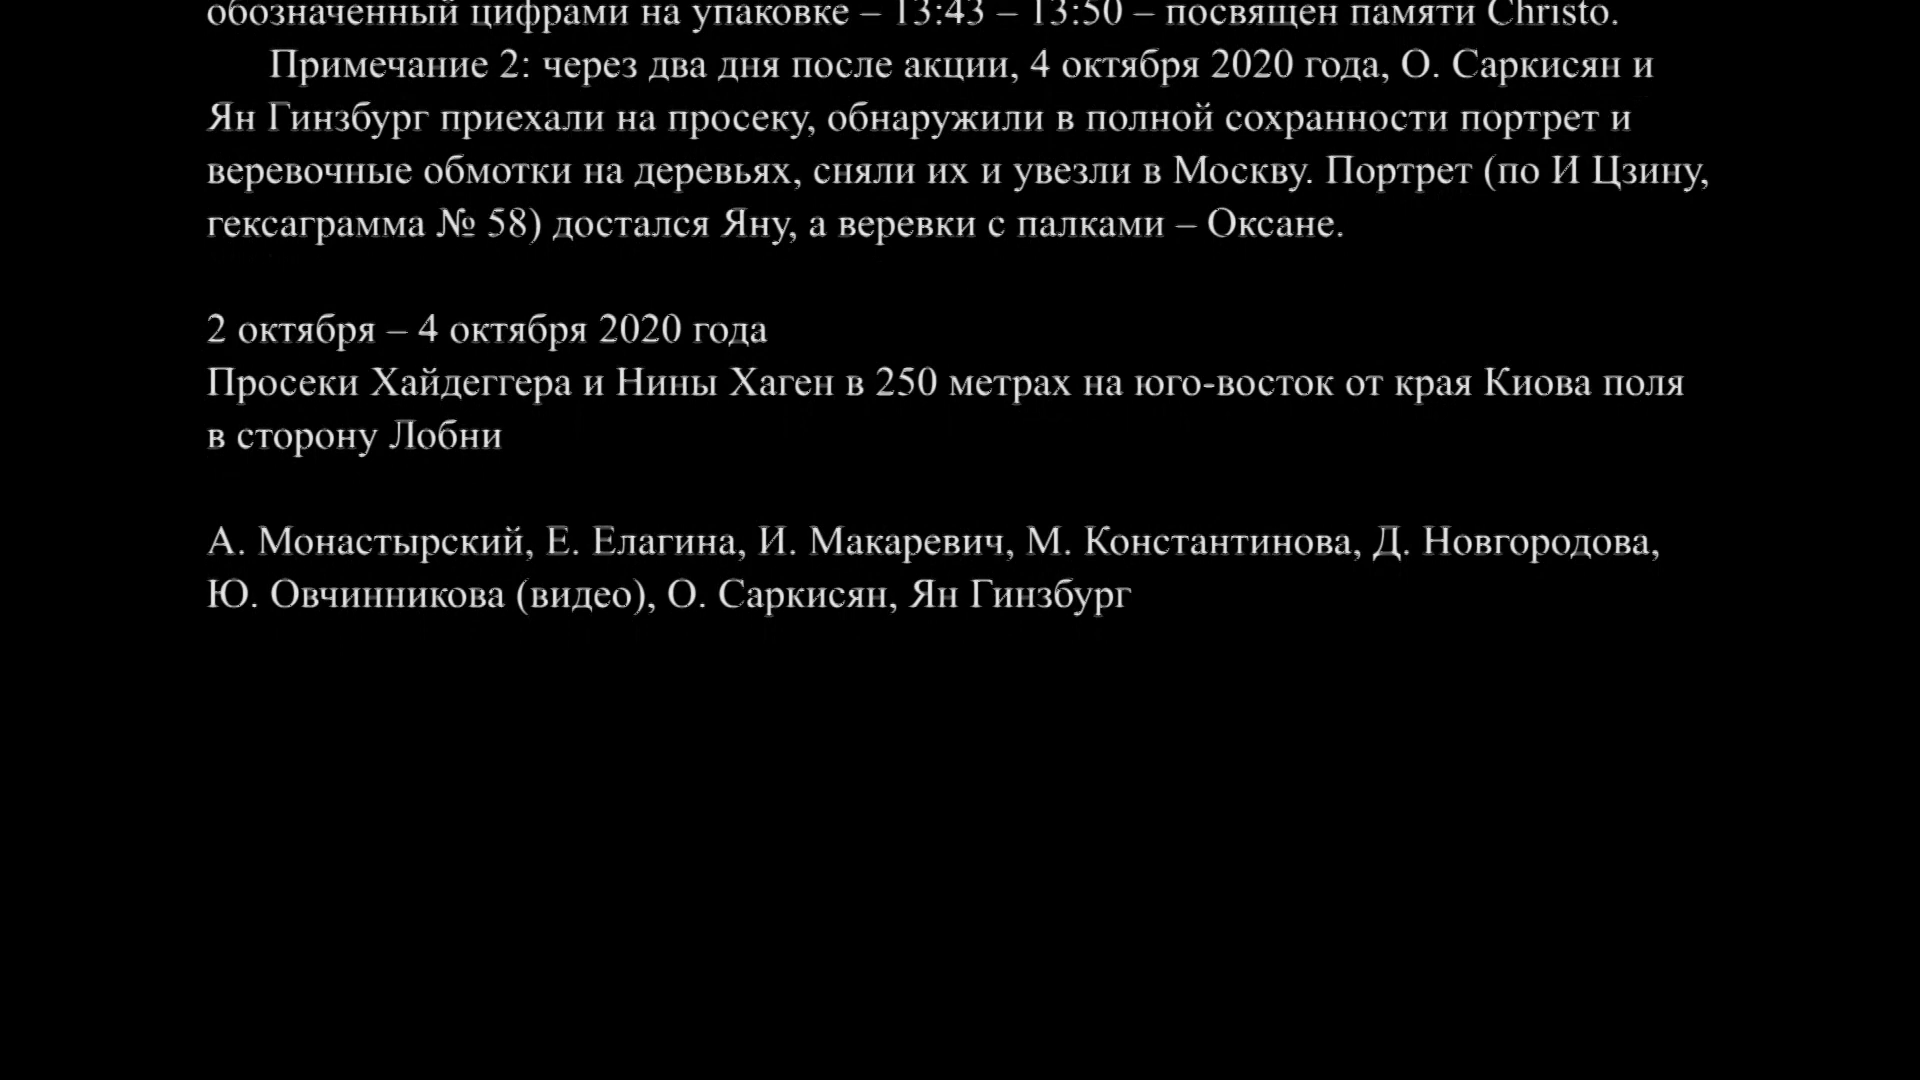 обозначенный цифрами на упаковке – 13:43 – 13:50 – посвящен памяти Christo.
Примечание 2: через два дня после акции, 4 октября 2020 года, О. Саркисян и
Ян Гинзбург приехали на просеку, обнаружили в полной сохранности портрет и
веревочные обмотки на деревьях, сняли их и увезли в Москву. Портрет (по И Цзину,
гексаграмма № 58) достался Яну, а веревки с палками – Оксане.
2 октября – 4 октября 2020 года
Просеки Хайдеггера и Нины Хаген в 250 метрах на юго-восток от края Киова поля
в сторону Лобни
А. Монастырский, Е. Елагина, И. Макаревич, М. Константинова, Д. Новгородова,
Ю. Овчинникова (видео), О. Саркисян, Ян Гинзбург